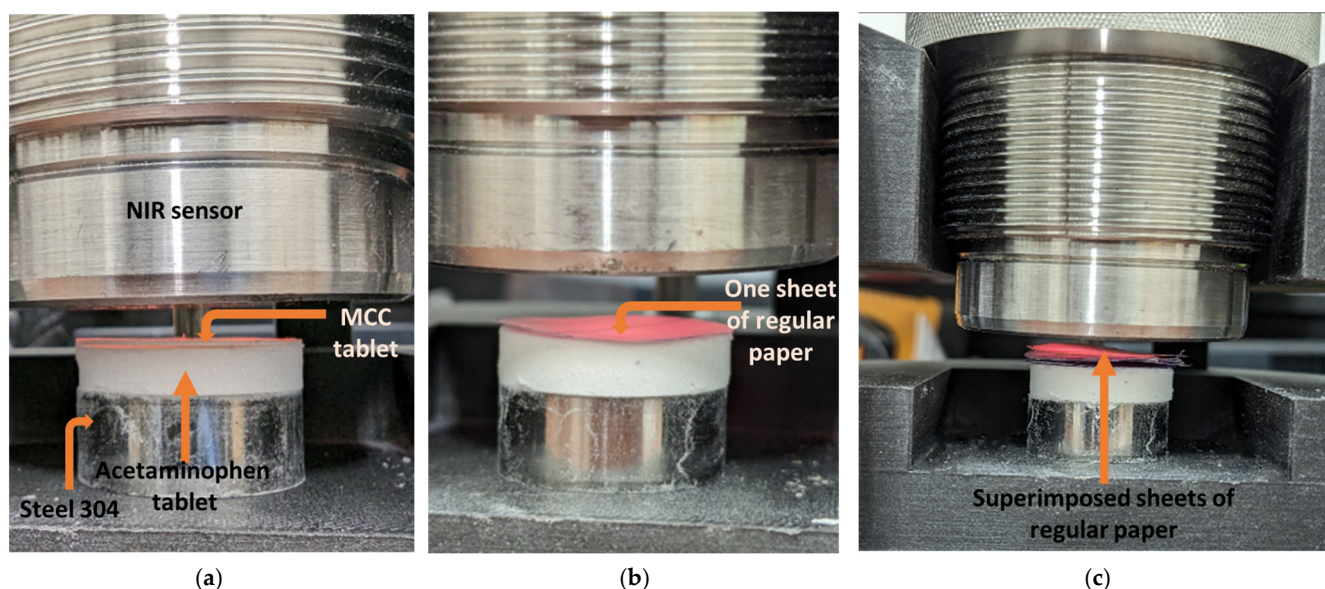 NIR sensor
MCC
tablet
Acetaminophen
tablet
Steel 304
One sheet
of regular
paper
Superimposed sheets of
regular paper
(a)
(b)
(c)